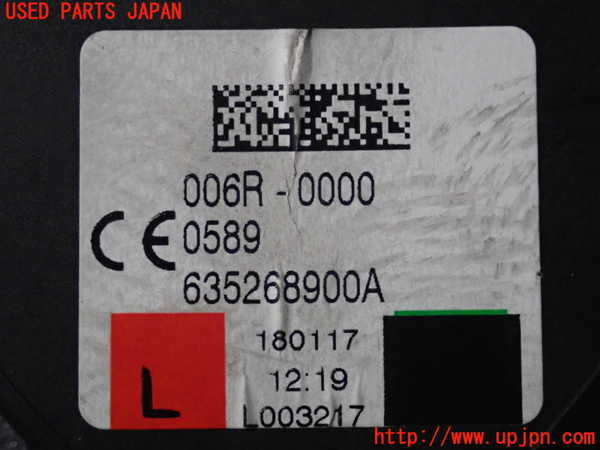 USED PARTS JAPAN
006R - 0000
CE 0589
635268900A
180117
12:19
L L003217
http://www.upjpn.com/